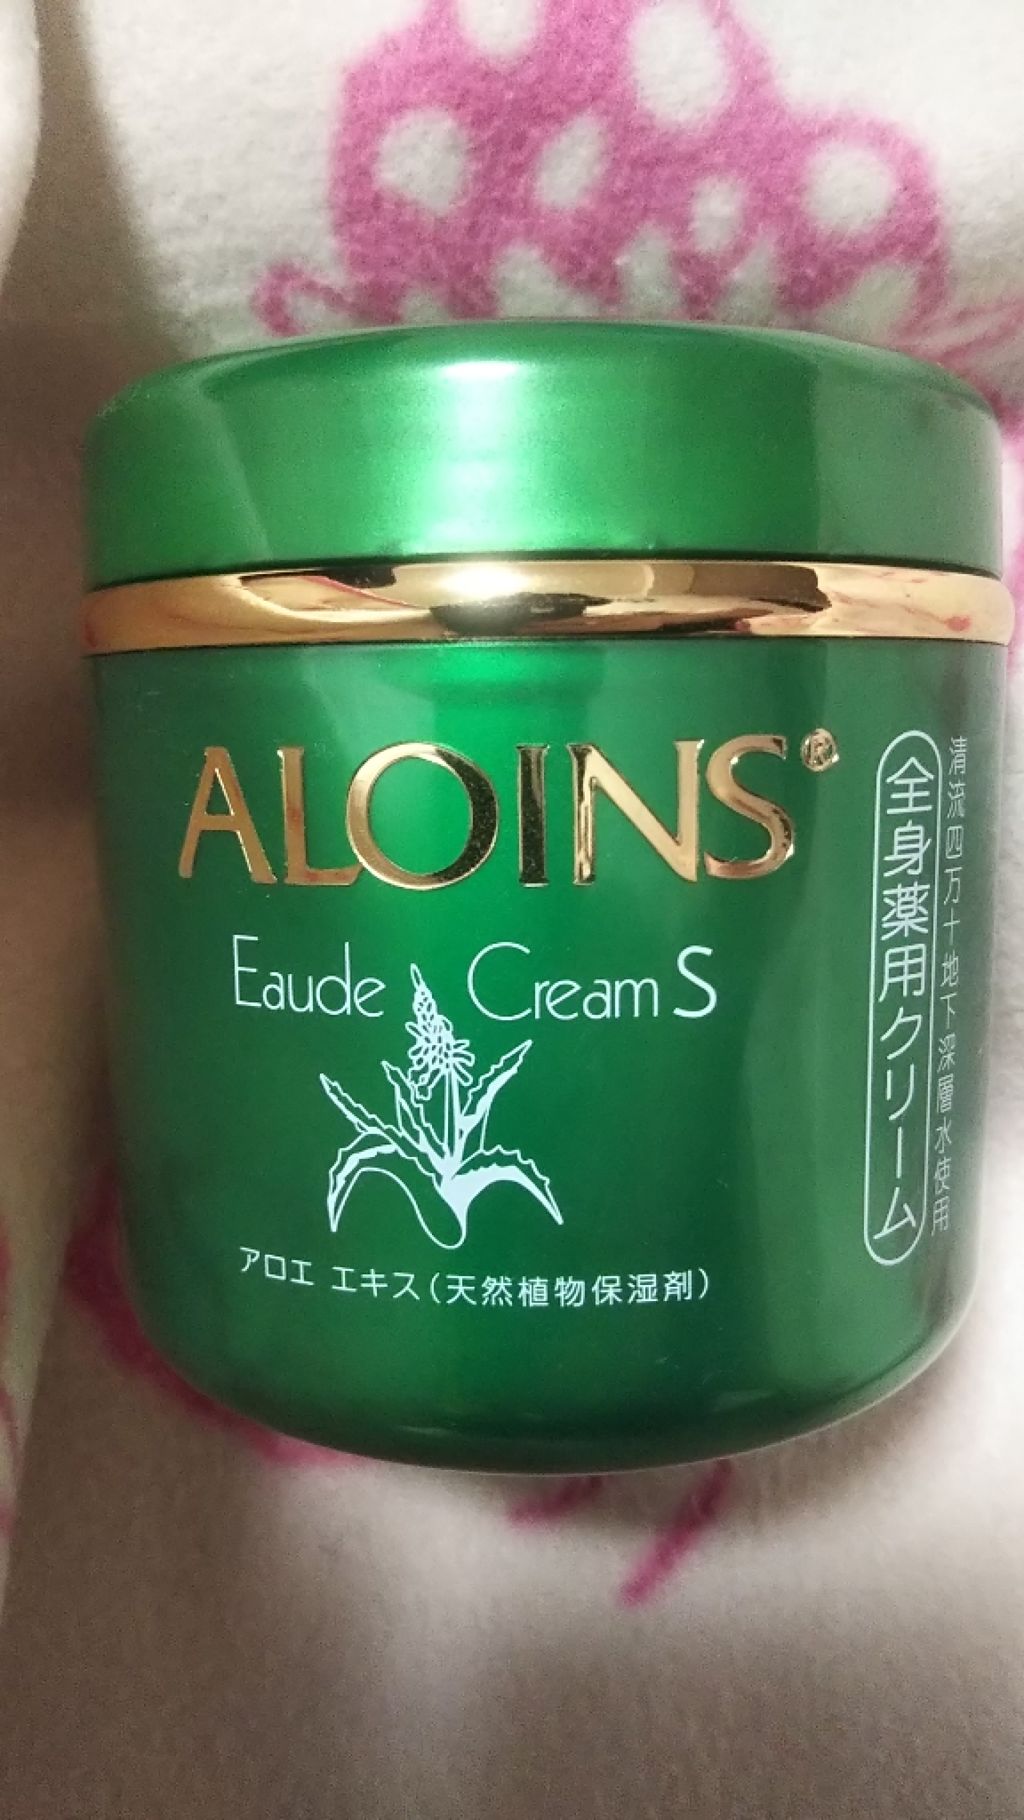 ALOINS®
Eaude Cream S
アロエ エキス(天然植物保湿剤)
清流四万十地下深層水使用
全身薬用クリーム